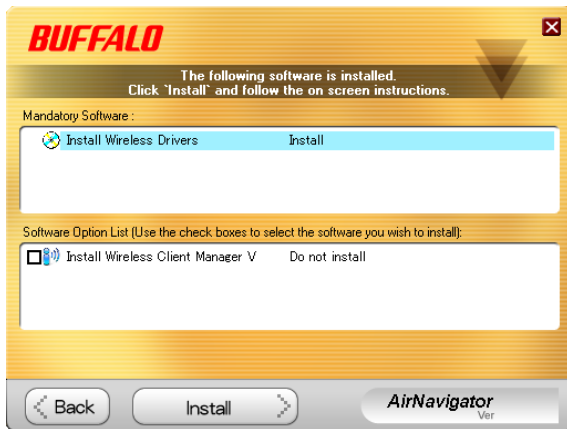 BUFFALO
The following software is installed.
Click `Install` and follow the on screen instructions.
Mandatory Software :
Install Wireless Drivers Install
Software Option List (Use the check boxes to select the software you wish to install):
Install Wireless Client Manager V Do not install
Back Install AirNavigator
Ver